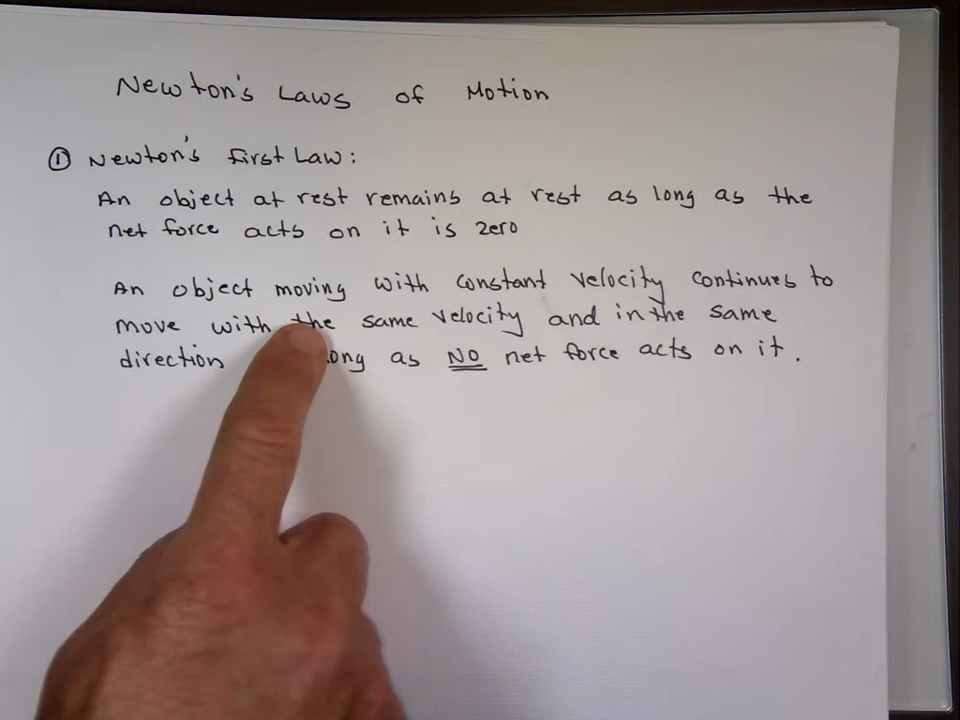 Newton's Laws of Motion
① Newton's First Law:
An object at rest remains at rest as long as the
net force acts on it is zero
An object moving with constant velocity continues to
move with the same velocity and in the same
direction long as NO net force acts on it.